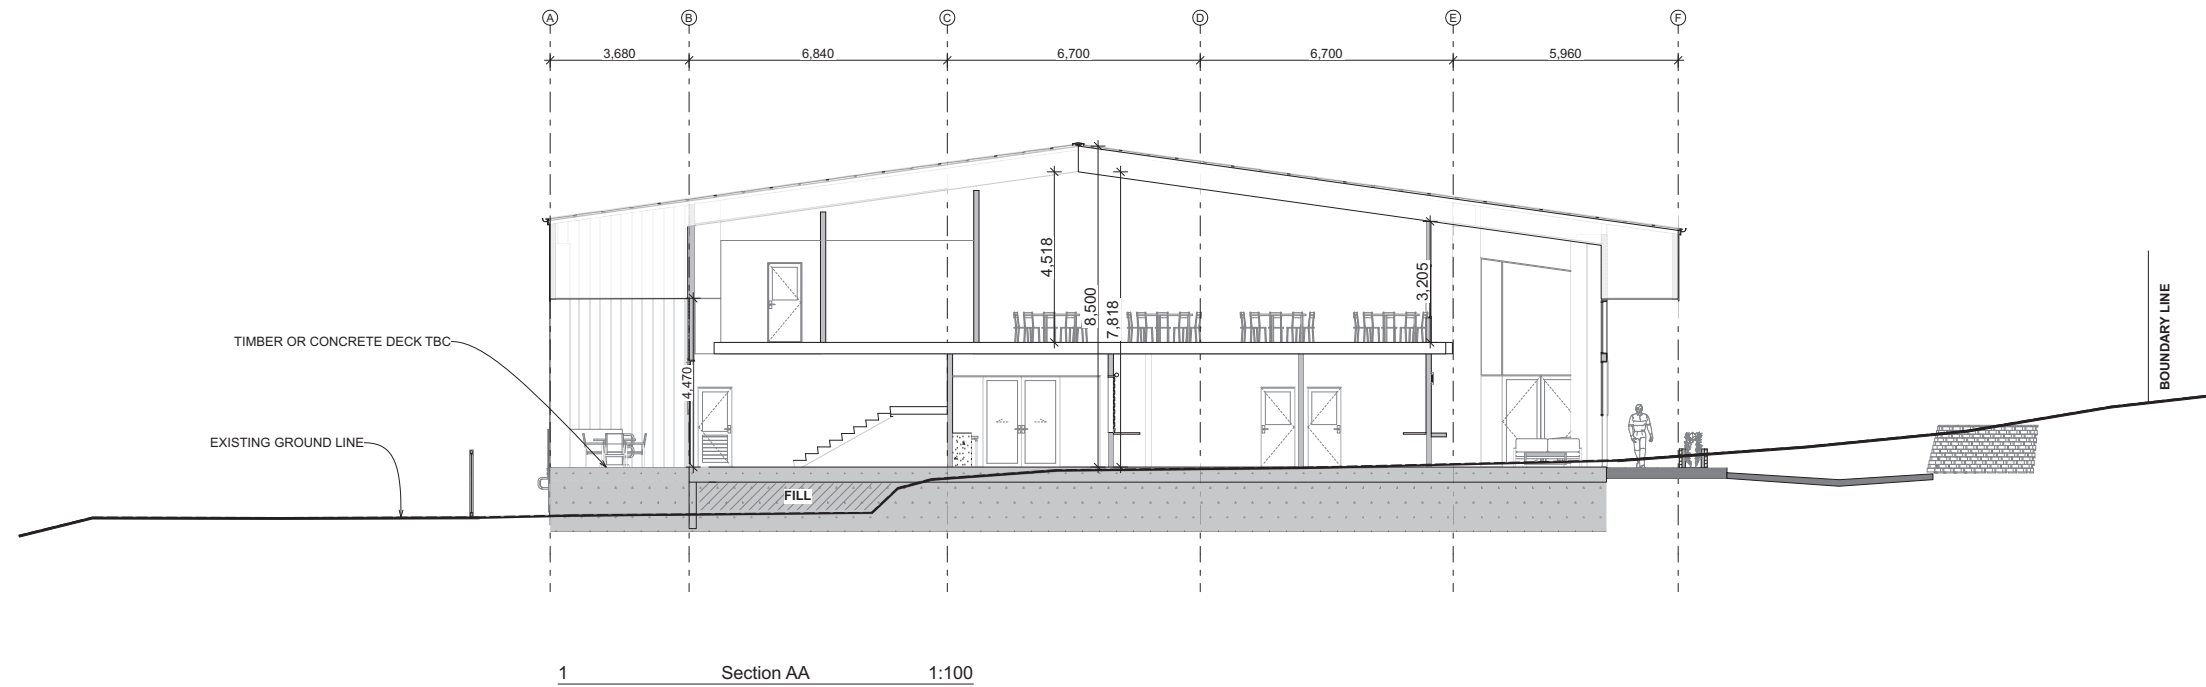 A B C D E F
3,680 6,840 6,700 6,700 5,960
4,518
8,500
7,818
3,205
4,470
BOUNDARY LINE
TIMBER OR CONCRETE DECK TBC
EXISTING GROUND LINE
FILL
1 Section AA 1:100